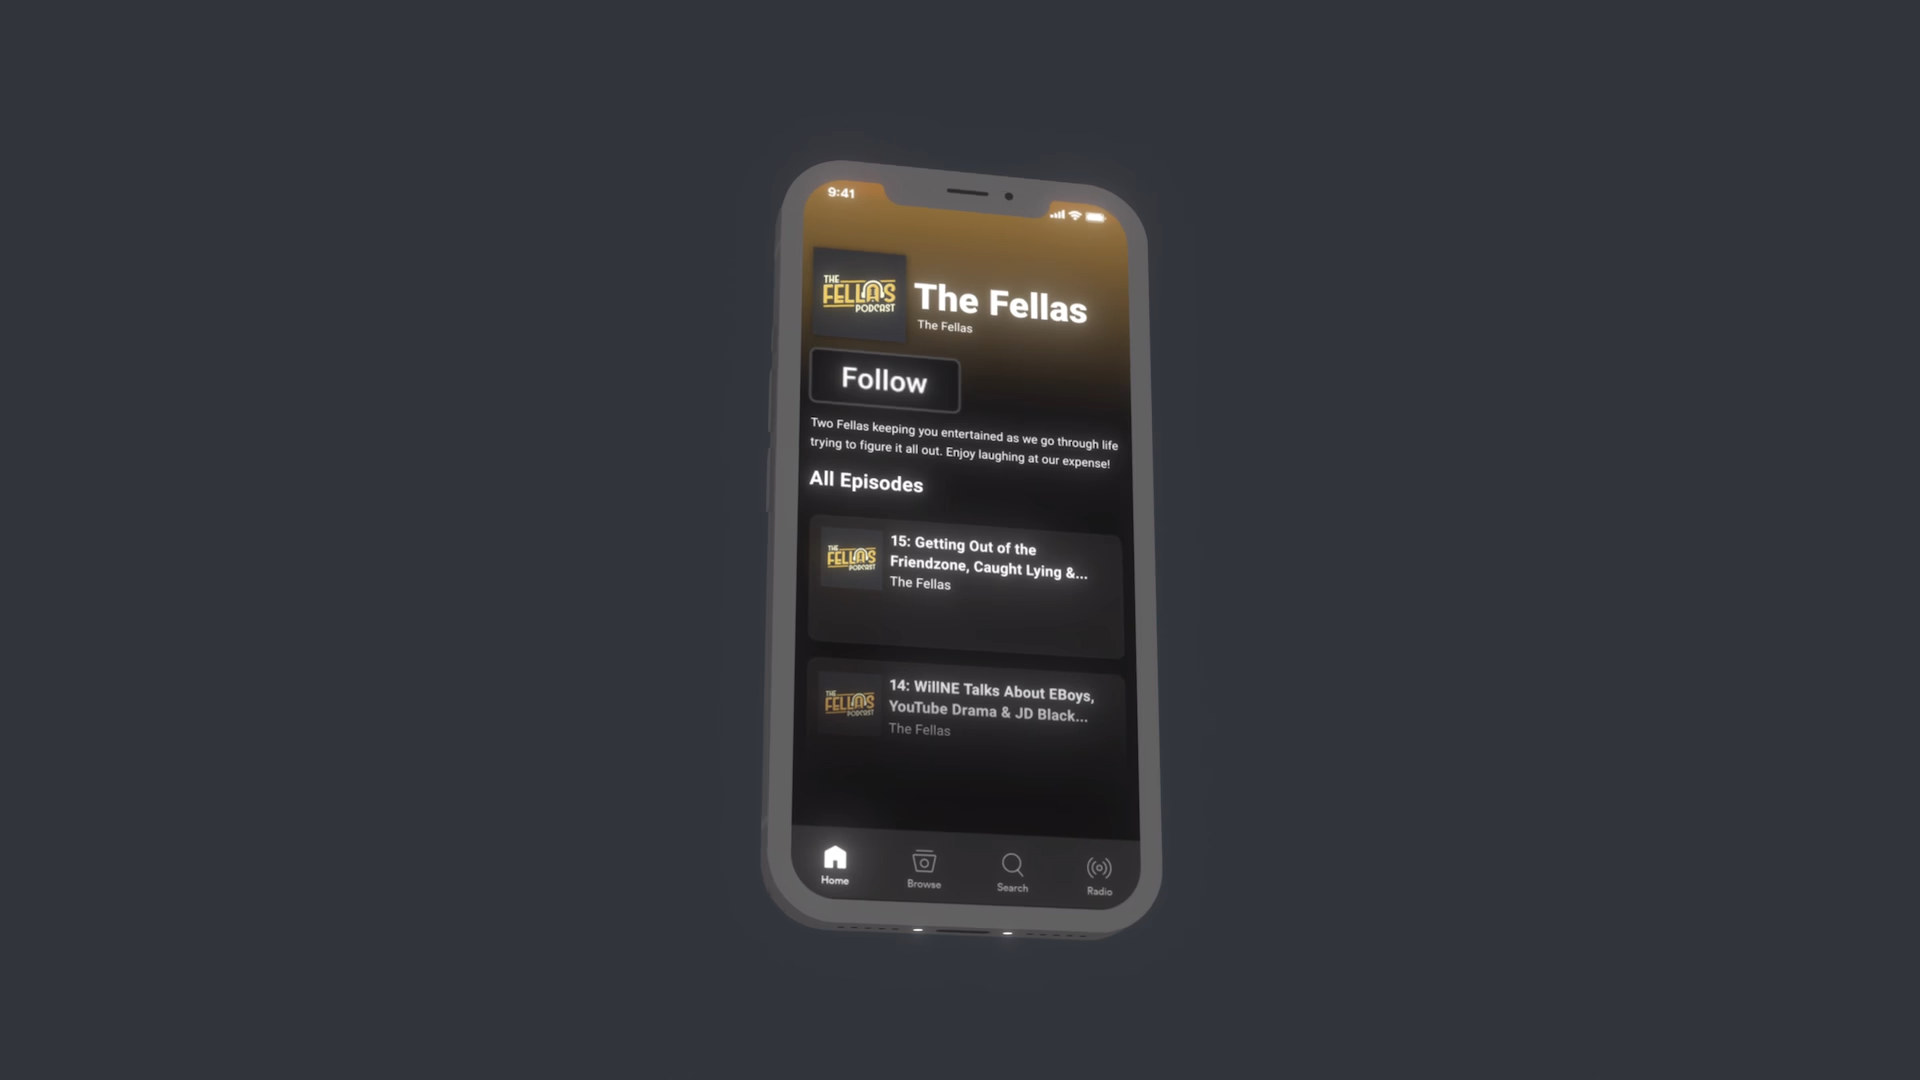 9:41
THE
FELLAS
PODCAST
The Fellas
The Fellas
Follow
Two Fellas keeping you entertained as we go through life
trying to figure it all out. Enjoy laughing at our expense!
All Episodes
THE
FELLAS
PODCAST
15: Getting Out of the
Friendzone, Caught Lying &...
The Fellas
THE
FELLAS
PODCAST
14: WillNE Talks About EBoys,
YouTube Drama & JD Black...
The Fellas
Home
Browse
Search
Radio